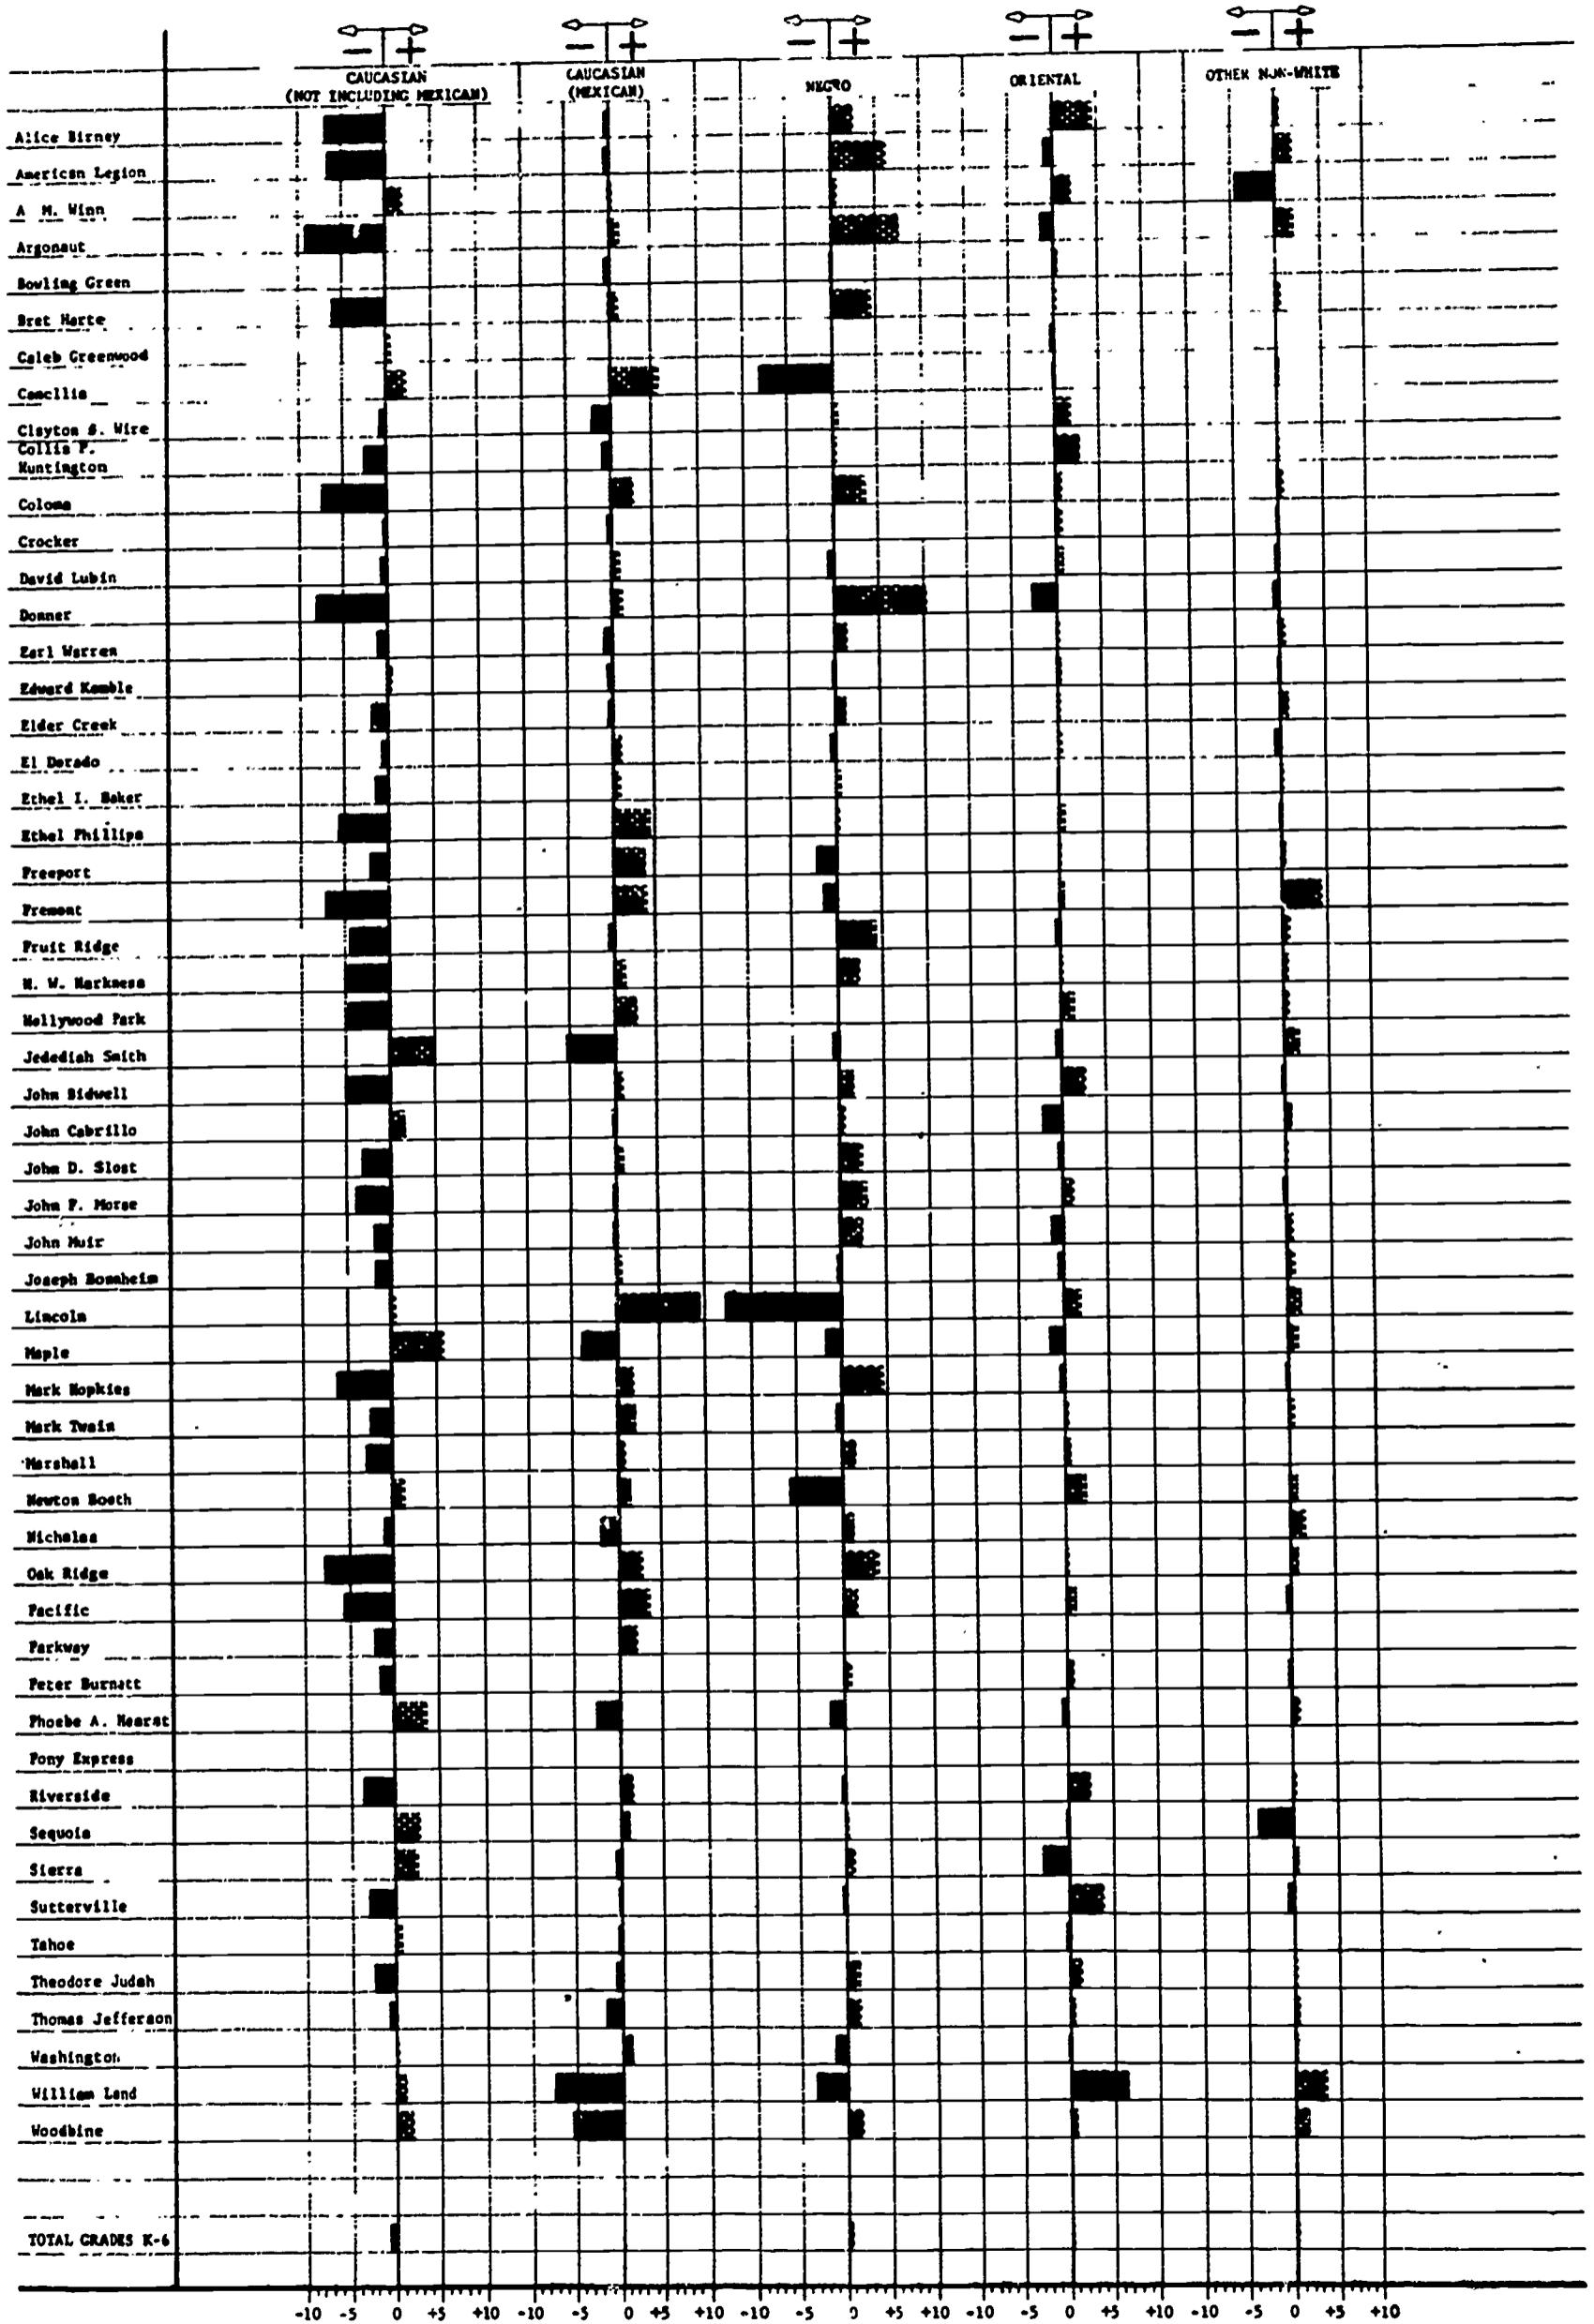 − + − + − + − + − +
CAUCASIAN (NOT INCLUDING MEXICAN) CAUCASIAN (MEXICAN) NEGRO ORIENTAL OTHER NON-WHITE
Alice Birney
American Legion
A M. Winn
Argonaut
Bowling Green
Bret Harte
Caleb Greenwood
Camellia
Clayton B. Wire
Collis P.
Huntington
Coloma
Crocker
David Lubin
Donner
Earl Warren
Edward Kemble
Elder Creek
El Dorado
Ethel I. Baker
Ethel Phillips
Freeport
Fremont
Fruit Ridge
H. W. Harkness
Hollywood Park
Jedediah Smith
John Bidwell
John Cabrillo
John D. Sloat
John F. Morse
John Muir
Joseph Bonnheim
Lincoln
Maple
Mark Hopkins
Mark Twain
Marshall
Newton Booth
Nicholas
Oak Ridge
Pacific
Parkway
Peter Burnett
Phoebe A. Hearst
Pony Express
Riverside
Sequoia
Sierra
Sutterville
Tahoe
Theodore Judah
Thomas Jefferson
Washington
William Land
Woodbine
TOTAL GRADES K-6
-10 -5 0 +5 +10 -10 -5 0 +5 +10 -10 -5 0 +5 +10 -10 -5 0 +5 +10 -10 -5 0 +5 +10